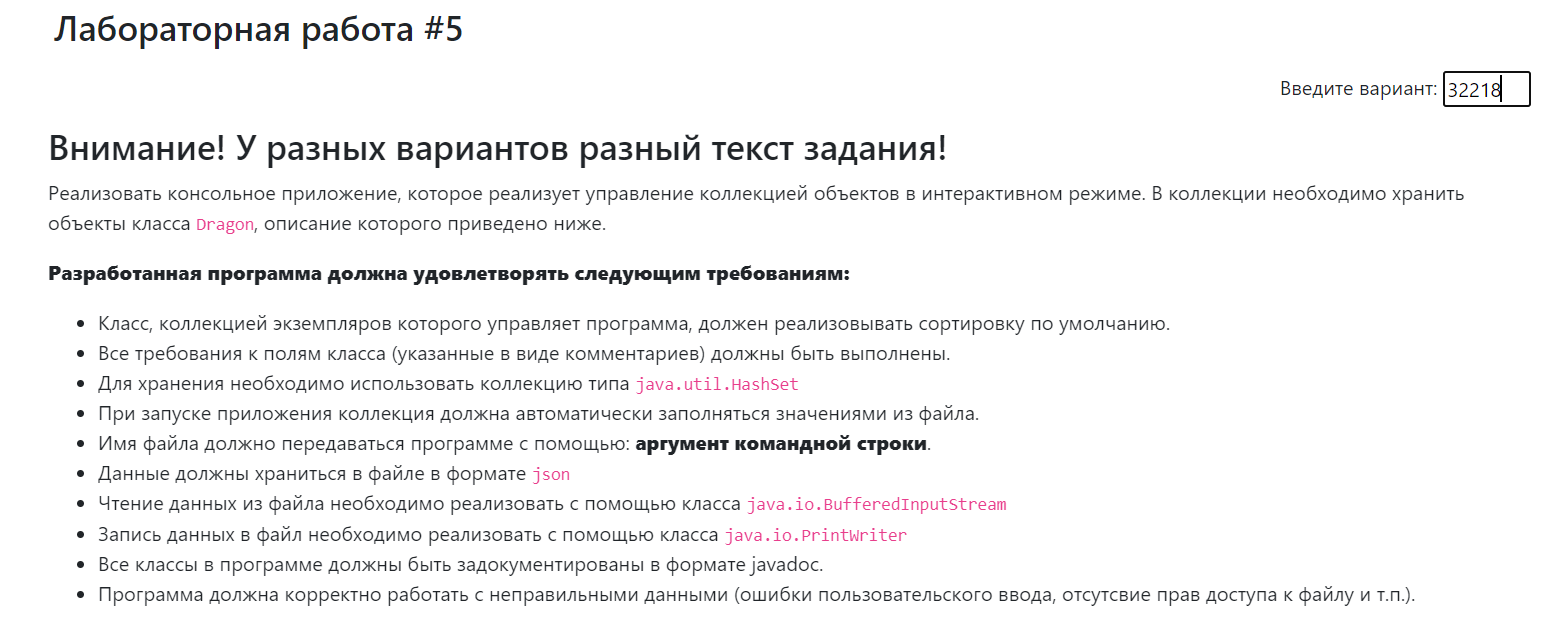 Лабораторная работа #5
Введите вариант: 32218
Внимание! У разных вариантов разный текст задания!
Реализовать консольное приложение, которое реализует управление коллекцией объектов в интерактивном режиме. В коллекции необходимо хранить
объекты класса Dragon, описание которого приведено ниже.
Разработанная программа должна удовлетворять следующим требованиям:
• Класс, коллекцией экземпляров которого управляет программа, должен реализовывать сортировку по умолчанию.
• Все требования к полям класса (указанные в виде комментариев) должны быть выполнены.
• Для хранения необходимо использовать коллекцию типа java.util.HashSet
• При запуске приложения коллекция должна автоматически заполняться значениями из файла.
• Имя файла должно передаваться программе с помощью: аргумент командной строки.
• Данные должны храниться в файле в формате json
• Чтение данных из файла необходимо реализовать с помощью класса java.io.BufferedInputStream
• Запись данных в файл необходимо реализовать с помощью класса java.io.PrintWriter
• Все классы в программе должны быть задокументированы в формате javadoc.
• Программа должна корректно работать с неправильными данными (ошибки пользовательского ввода, отсутсвие прав доступа к файлу и т.п.).